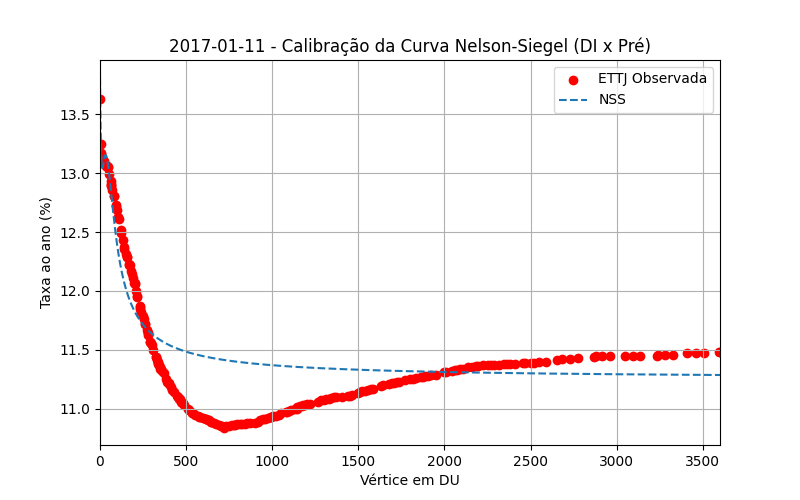 2017-01-11 - Calibração da Curva Nelson-Siegel (DI x Pré)
ETTJ Observada
NSS
Taxa ao ano (%)
13.5
13.0
12.5
12.0
11.5
11.0
0 500 1000 1500 2000 2500 3000 3500
Vértice em DU